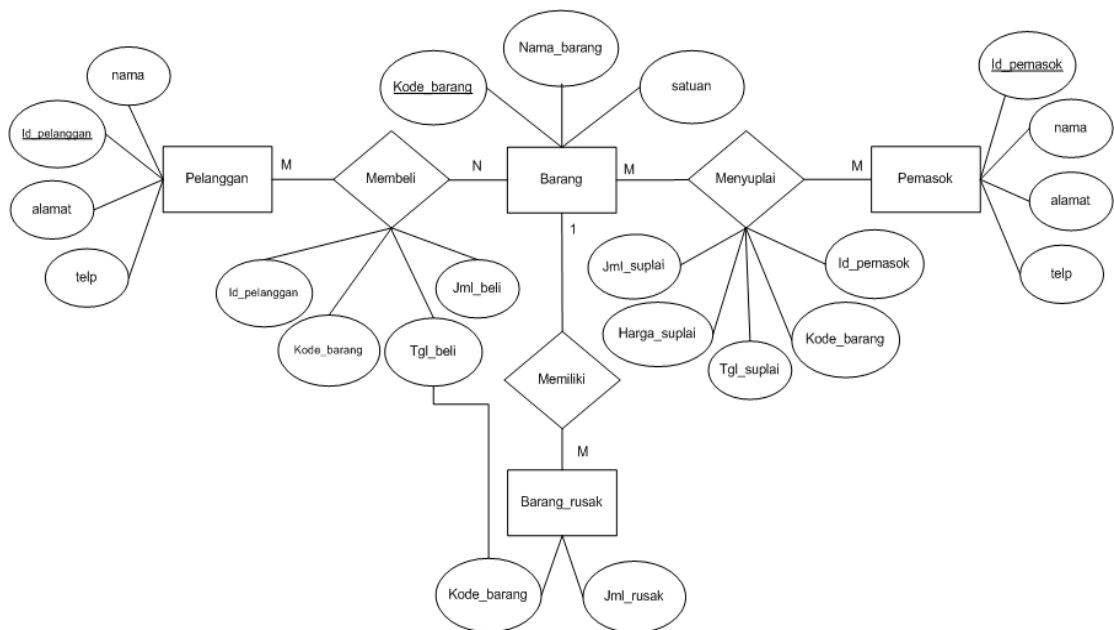 Nama_barang
Id_pemasok
nama
Kode_barang
satuan
Id_pelanggan
nama
Pelanggan
M
Membeli
N
Barang
M
Menyuplai
M
Pemasok
alamat
alamat
1
telp
Id_pelanggan
Jml_beli
Jml_suplai
Id_pemasok
telp
Kode_barang
Tgl_beli
Harga_suplai
Tgl_suplai
Kode_barang
Memiliki
M
Barang_rusak
Kode_barang
Jml_rusak